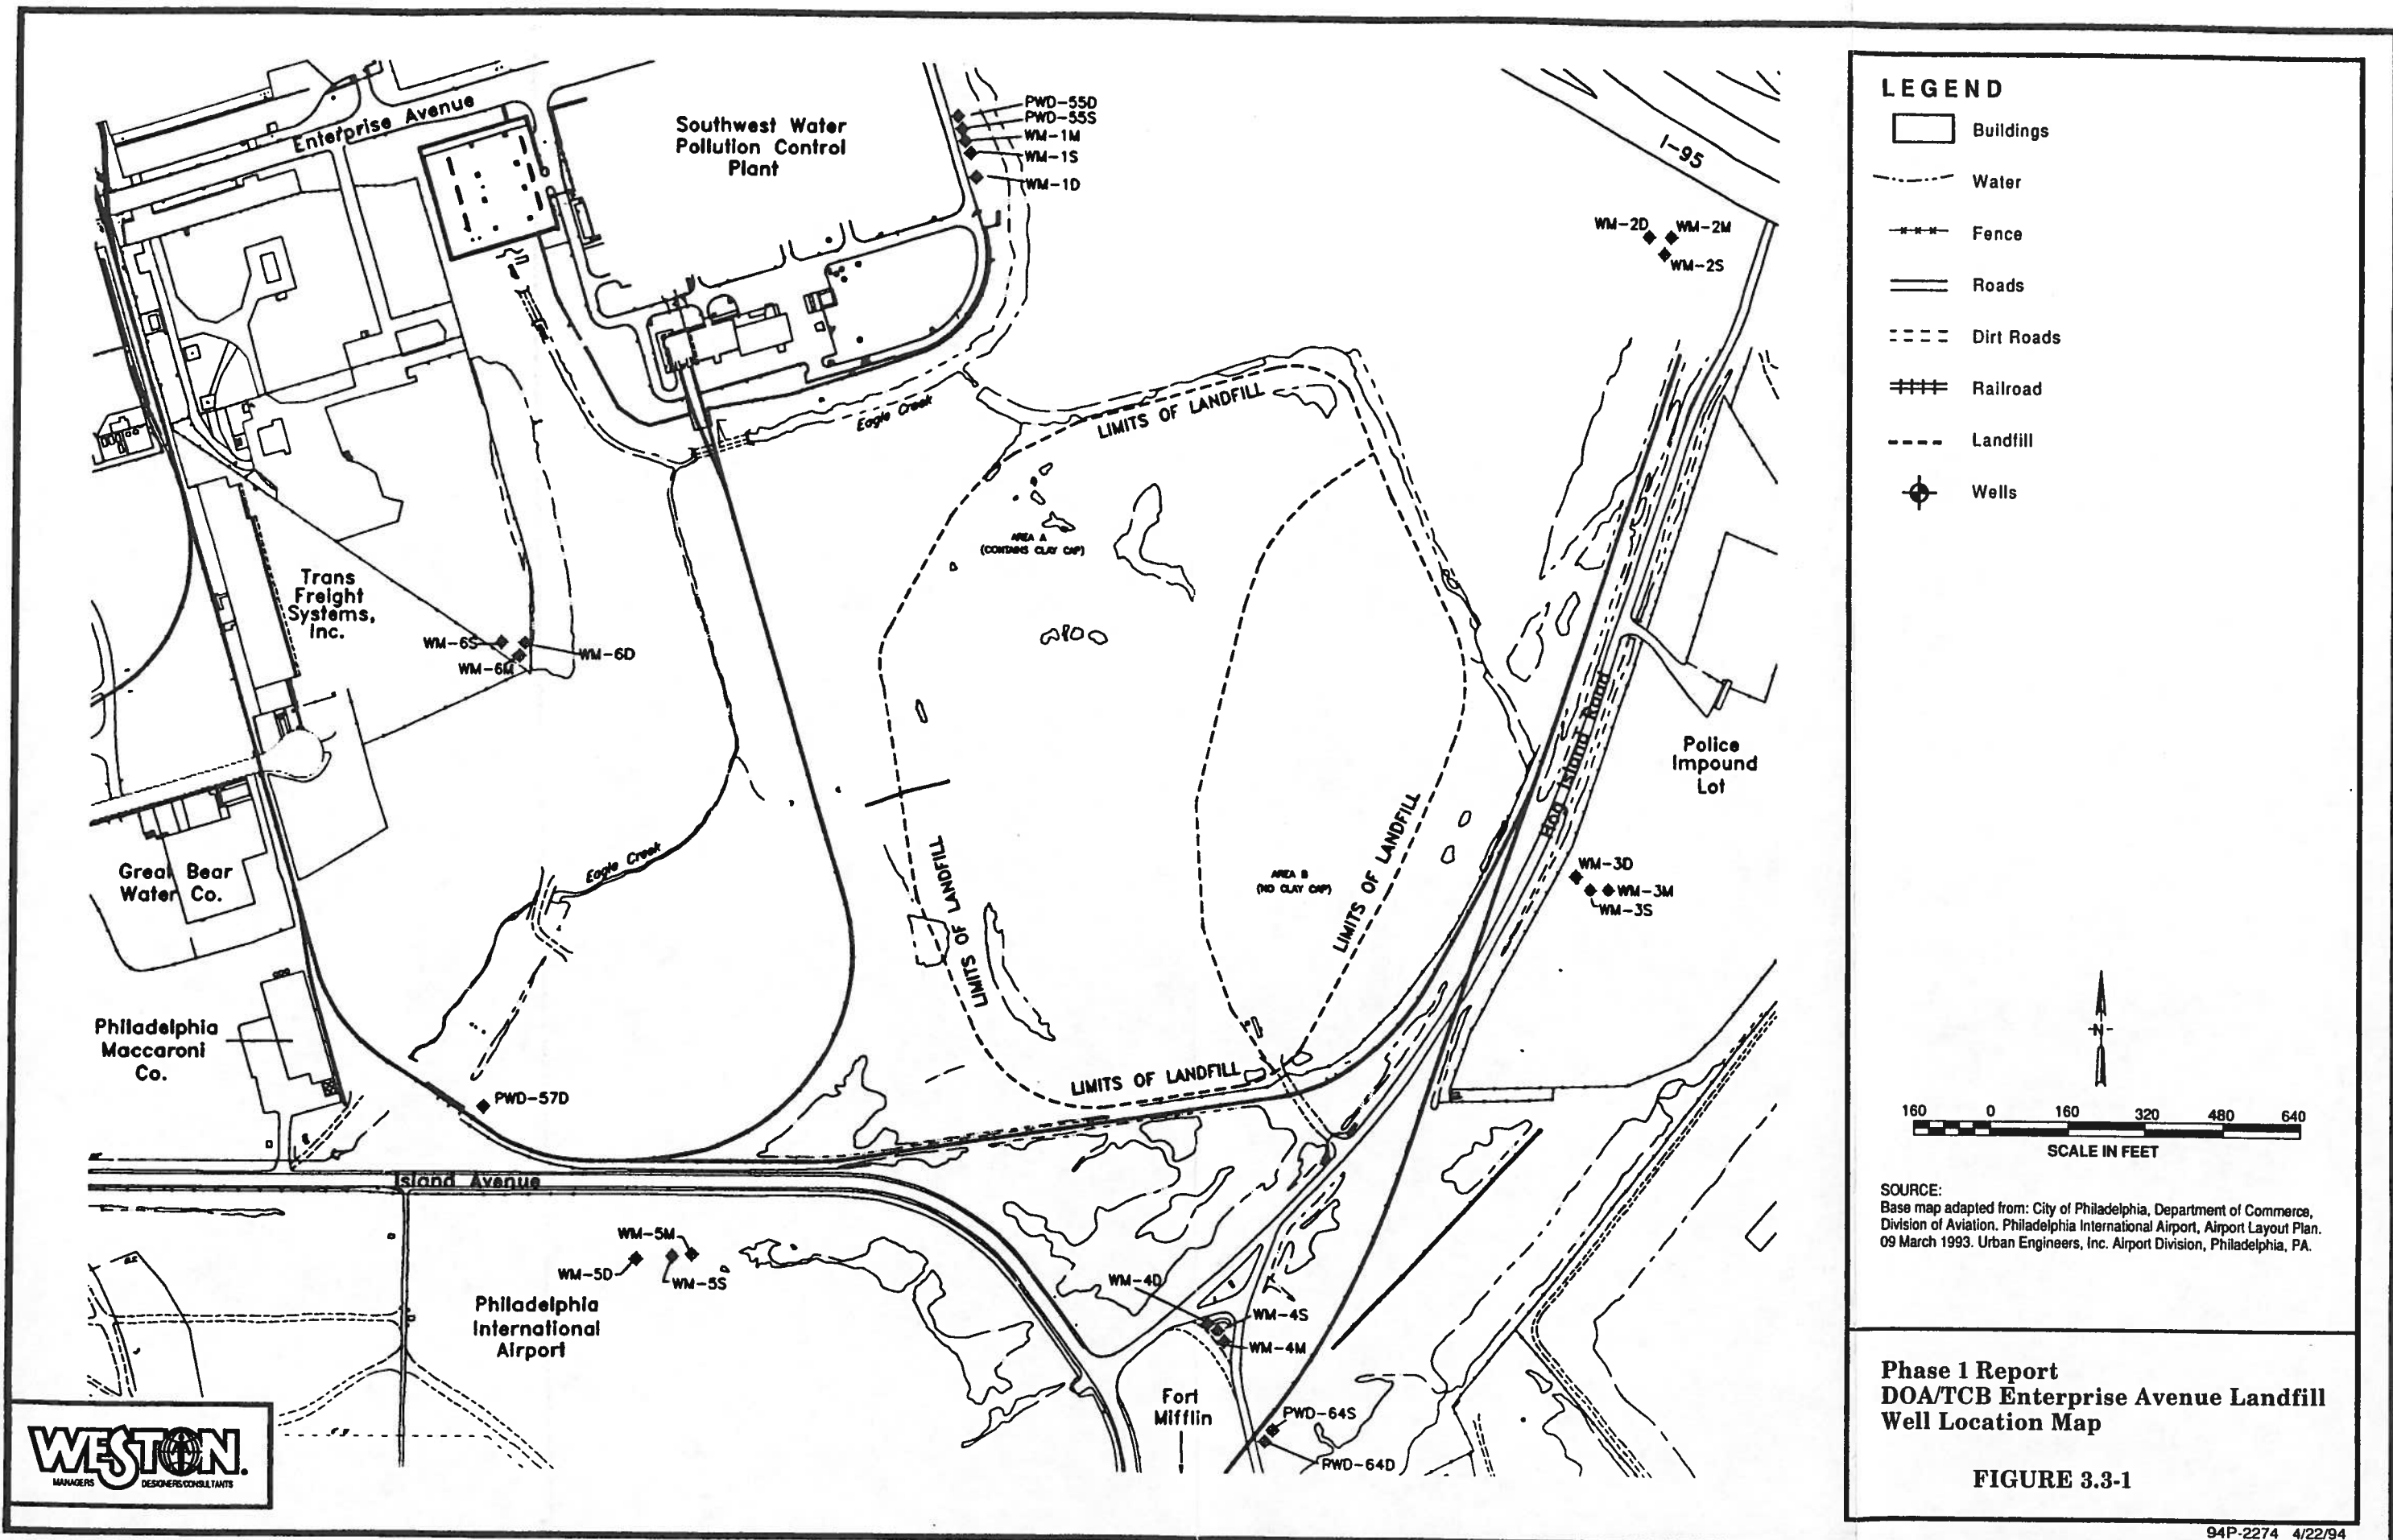 Enterprise Avenue
Southwest Water
Pollution Control
Plant
PWD-55D
PWD-55S
WM-1M
WM-1S
WM-1D
I-95
WM-2D
WM-2M
WM-2S
Eagle Creek
LIMITS OF LANDFILL
AREA A
(CONTAINS CLAY CAP)
Trans
Freight
Systems,
Inc.
WM-6S
WM-6M
WM-6D
Hog Island Road
Police
Impound
Lot
Great Bear
Water Co.
Eagle Creek
LIMITS OF LANDFILL
LIMITS OF LANDFILL
AREA B
(NO CLAY CAP)
LIMITS OF LANDFILL
LIMITS OF LANDFILL
WM-3D
WM-3M
WM-3S
Philadelphia
Maccaroni
Co.
PWD-57D
LIMITS OF LANDFILL
Island Avenue
WM-5M
WM-5D
WM-5S
Philadelphia
International
Airport
WM-4D
WM-4S
WM-4M
Fort
Mifflin
PWD-64S
PWD-64D
WESTON.
MANAGERS DESIGNERS/CONSULTANTS
LEGEND
Buildings
Water
Fence
Roads
Dirt Roads
Railroad
Landfill
Wells
N
160 0 160 320 480 640
SCALE IN FEET
SOURCE:
Base map adapted from: City of Philadelphia, Department of Commerce,
Division of Aviation. Philadelphia International Airport, Airport Layout Plan.
09 March 1993. Urban Engineers, Inc. Airport Division, Philadelphia, PA.
Phase 1 Report
DOA/TCB Enterprise Avenue Landfill
Well Location Map
FIGURE 3.3-1
94P-2274 4/22/94